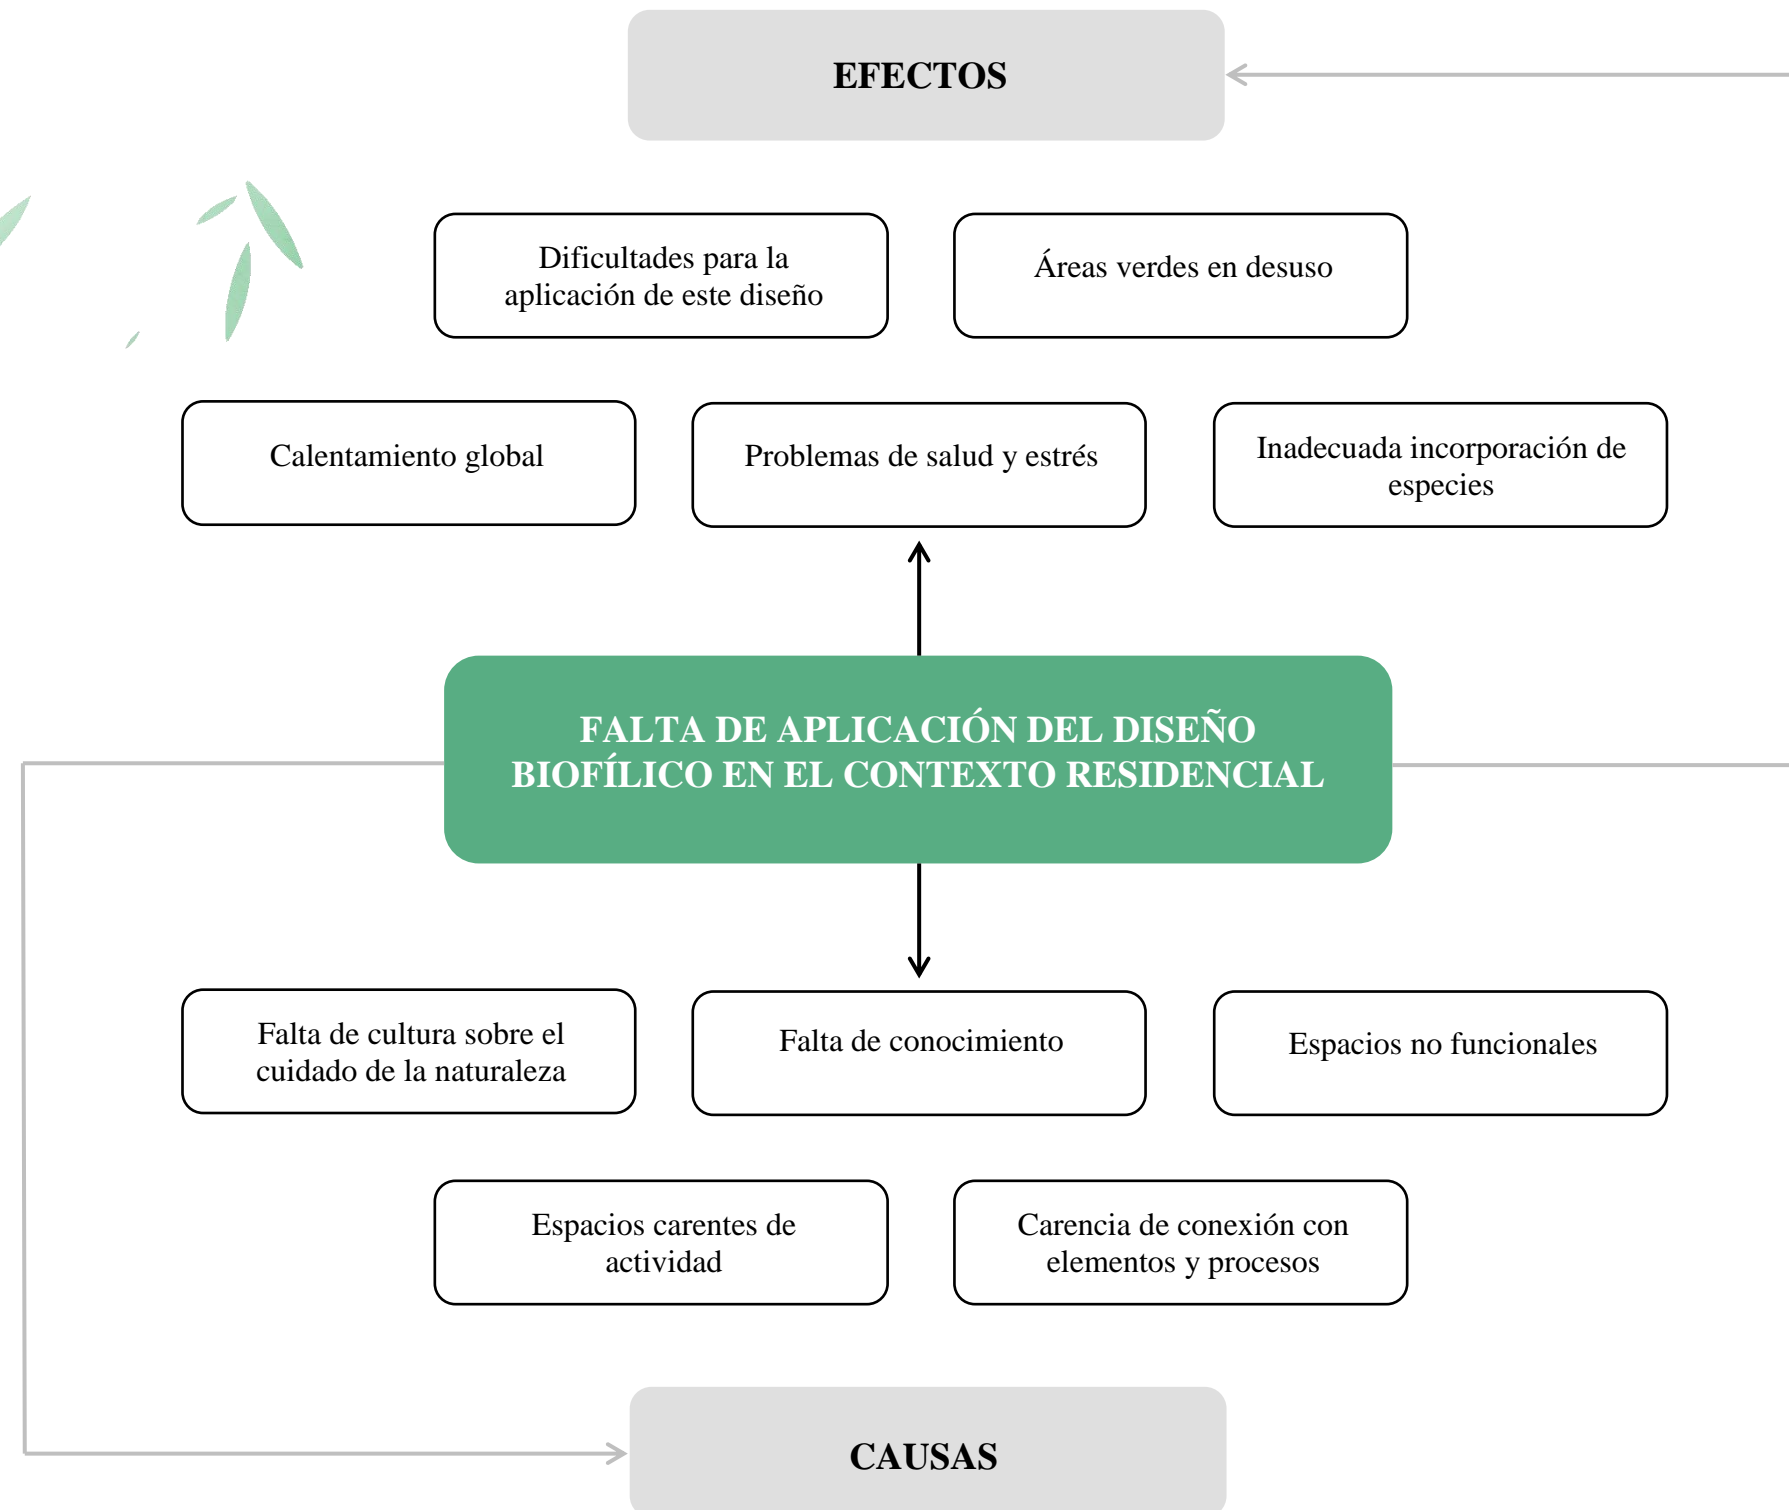 EFECTOS
Dificultades para la
aplicación de este diseño
Áreas verdes en desuso
Calentamiento global
Problemas de salud y estrés
Inadecuada incorporación de
especies
FALTA DE APLICACIÓN DEL DISEÑO
BIOFÍLICO EN EL CONTEXTO RESIDENCIAL
Falta de cultura sobre el
cuidado de la naturaleza
Falta de conocimiento
Espacios no funcionales
Espacios carentes de
actividad
Carencia de conexión con
elementos y procesos
CAUSAS